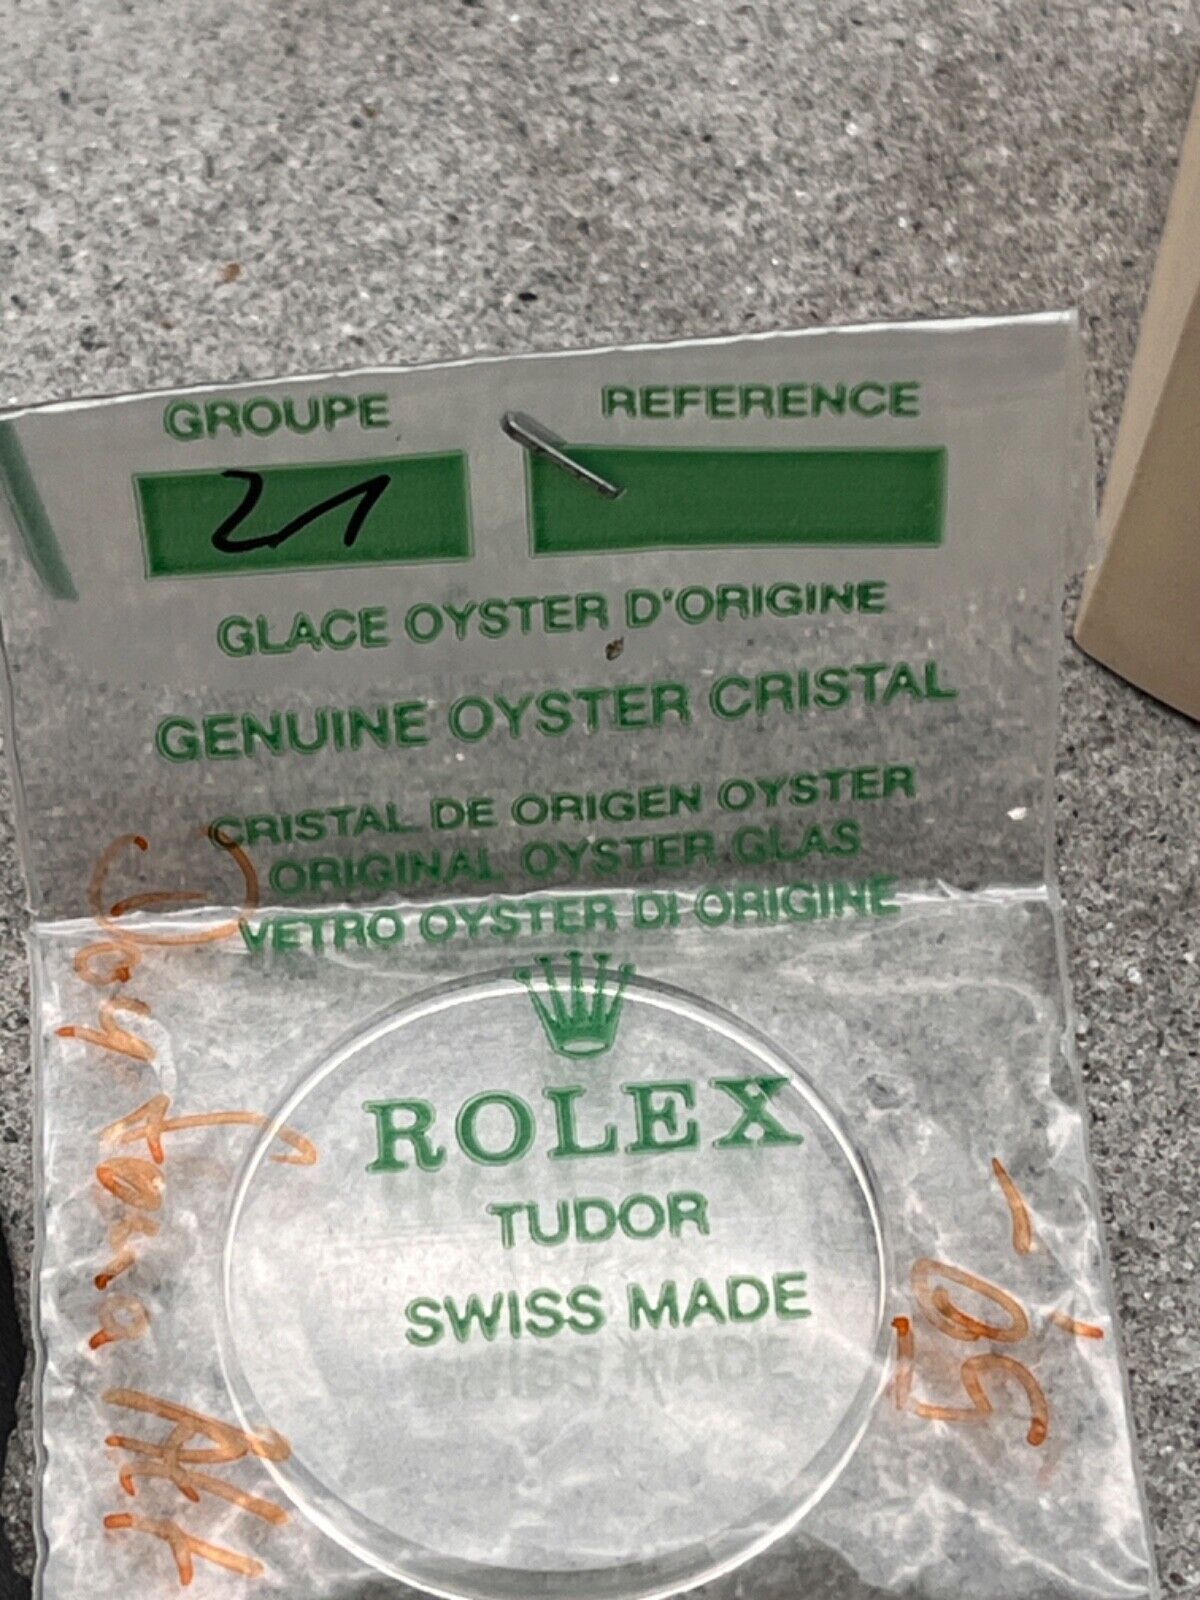 GROUPE
REFERENCE
21
GLACE OYSTER D'ORIGINE
GENUINE OYSTER CRISTAL
CRISTAL DE ORIGEN OYSTER
ORIGINAL OYSTER GLAS
VETRO OYSTER DI ORIGINE
ROLEX
TUDOR
SWISS MADE